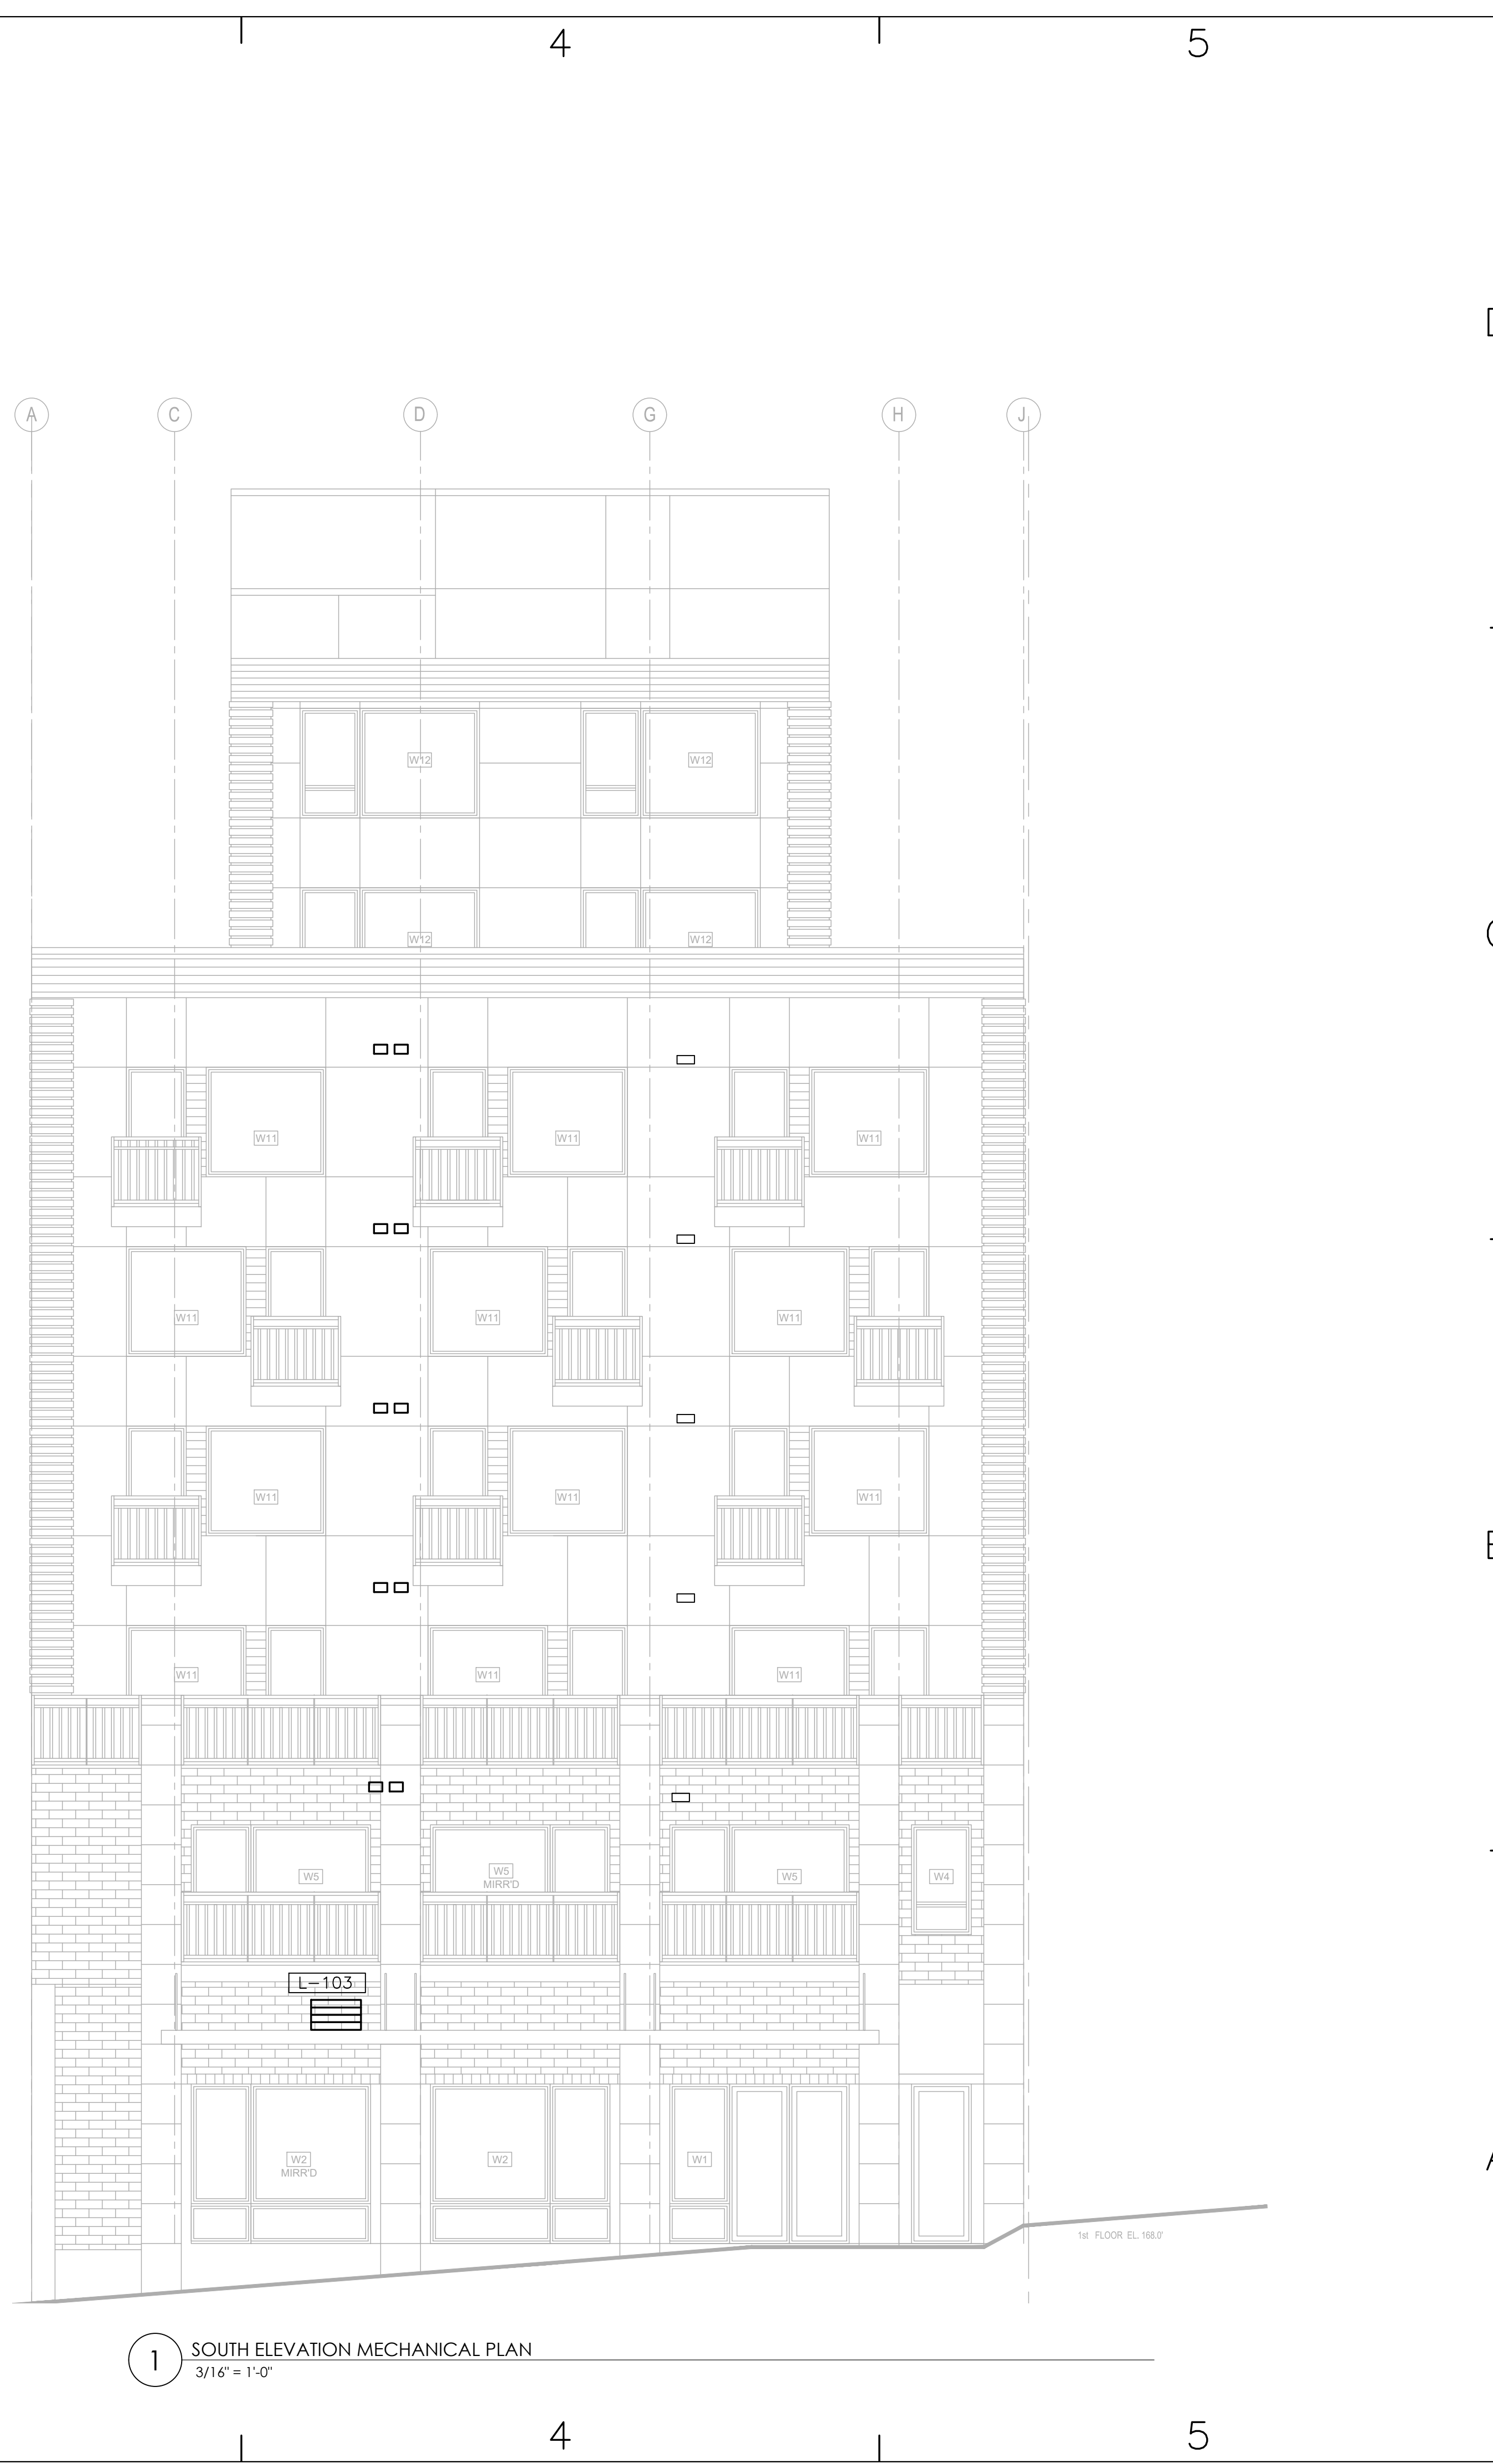 4 5
A C D G H J
W12 W12
W12 W12
W11 W11 W11
W11 W11 W11
W11 W11 W11
W11 W11 W11
W5 W5 W5 W4
MIRR'D
L-103
W2 W2 W1
MIRR'D
1st FLOOR EL. 168.0'
1 SOUTH ELEVATION MECHANICAL PLAN
3/16" = 1'-0"
4 5